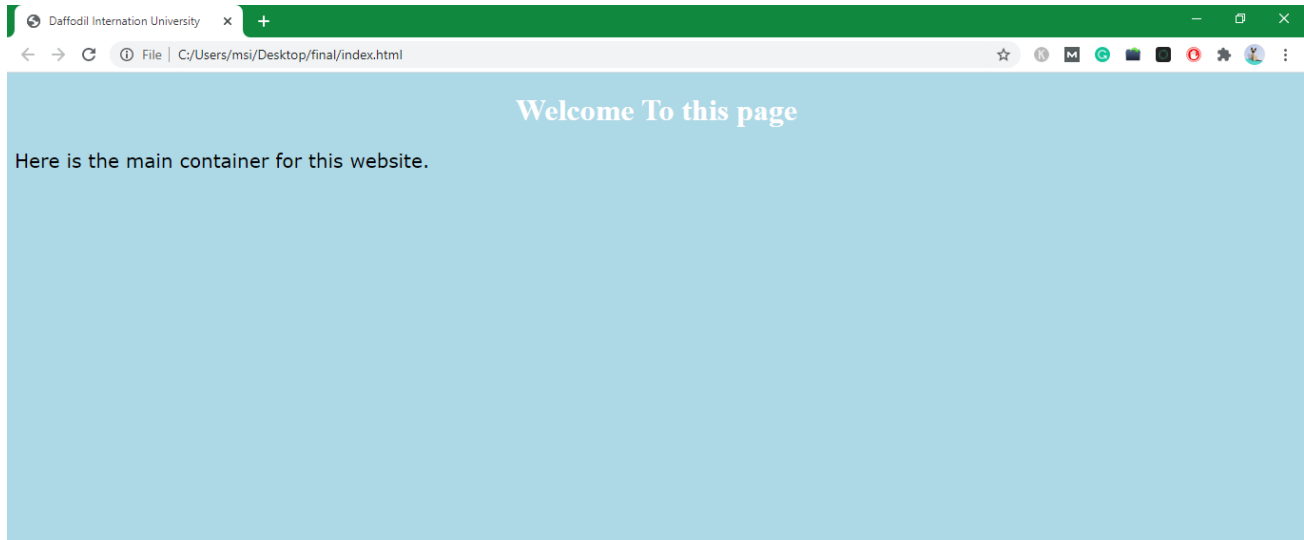 Daffodil Internation University
File C:/Users/msi/Desktop/final/index.html
Welcome To this page
Here is the main container for this website.